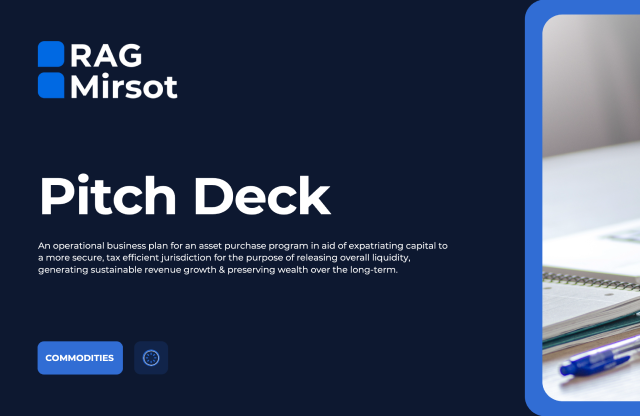 RAG
Mirsot
Pitch Deck
An operational business plan for an asset purchase program in aid of expatriating capital to
a more secure, tax efficient jurisdiction for the purpose of releasing overall liquidity,
generating sustainable revenue growth & preserving wealth over the long-term.
COMMODITIES